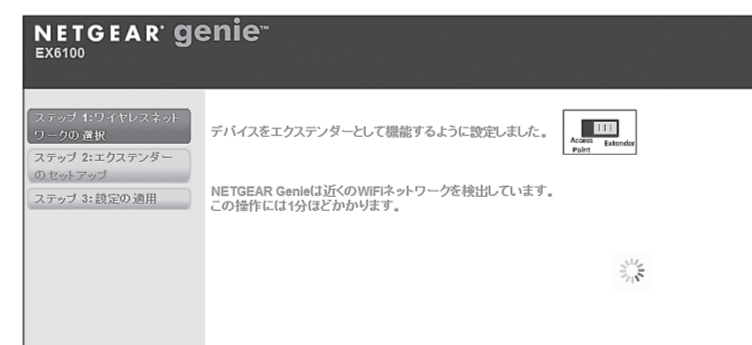 NETGEAR® genie™
EX6100
ステップ 1:ワイヤレスネット
ワークの選択
ステップ 2:エクステンダー
のセットアップ
ステップ 3:設定の適用
デバイスをエクステンダーとして機能するように設定しました。
Access
Point
Extender
NETGEAR Genieは近くのWiFiネットワークを検出しています。
この操作には1分ほどかかります。